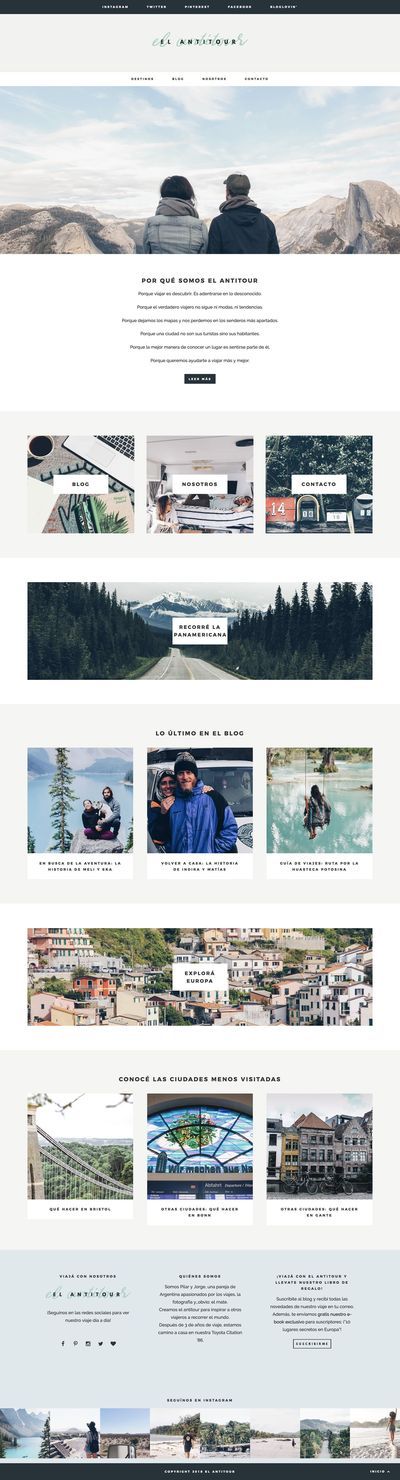 INSTAGRAM TWITTER PINTEREST FACEBOOK BLOGLOVIN'
EL ANTITOUR
DESTINOS BLOG NOSOTROS CONTACTO
POR QUÉ SOMOS EL ANTITOUR
Porque viajar es descubrir. Es adentrarse en lo desconocido.
Porque el verdadero viajero no sigue ni modas, ni tendencias.
Porque dejamos los mapas y nos perdemos en los senderos más apartados.
Porque una ciudad no son sus turistas sino sus habitantes.
Porque la mejor manera de conocer un lugar es sentirse parte de él.
Porque queremos ayudarte a viajar más y mejor.
LEER MÁS
BLOG
NOSOTROS
CONTACTO
RECORRÉ LA
PANAMERICANA
LO ÚLTIMO EN EL BLOG
EN BUSCA DE LA AVENTURA: LA
HISTORIA DE MELI Y KRA
VOLVER A CASA: LA HISTORIA
DE INDIRA Y MATÍAS
GUÍA DE VIAJES: RUTA POR LA
HUASTECA POTOSINA
EXPLORÁ
EUROPA
CONOCÉ LAS CIUDADES MENOS VISITADAS
Wir machen aus
Abfahrt Departure
QUÉ HACER EN BRISTOL
OTRAS CIUDADES: QUÉ HACER
EN BONN
OTRAS CIUDADES: QUÉ HACER
EN GANTE
VIAJÁ CON NOSOTROS
EL ANTITOUR
¡Seguinos en las redes sociales para ver
nuestro viaje día a día!
QUIÉNES SOMOS
Somos Pilar y Jorge, una pareja de
Argentina apasionados por los viajes, la
fotografía y, obvio: el mate.
Creamos el antitour para inspirar a otros
viajeros a recorrer el mundo.
Después de 3 de años de viaje, estamos
camino a casa en nuestra Toyota Citation
'86.
¡VIAJÁ CON EL ANTITOUR Y
LLEVATE NUESTRO LIBRO DE
REGALO!
Suscribite al blog y recibí todas las
novedades de nuestro viaje en tu correo.
Además, te enviamos gratis nuestro e-
book exclusivo para suscriptores: ("10
lugares secretos en Europa").
SUSCRIBIRME
SEGUÍNOS EN INSTAGRAM
COPYRIGHT 2018 EL ANTITOUR
INICIO